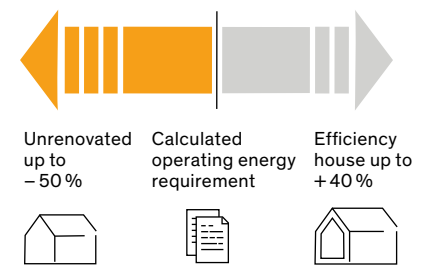 Unrenovated
up to
– 50 %
Calculated
operating energy
requirement
Efficiency
house up to
+ 40 %